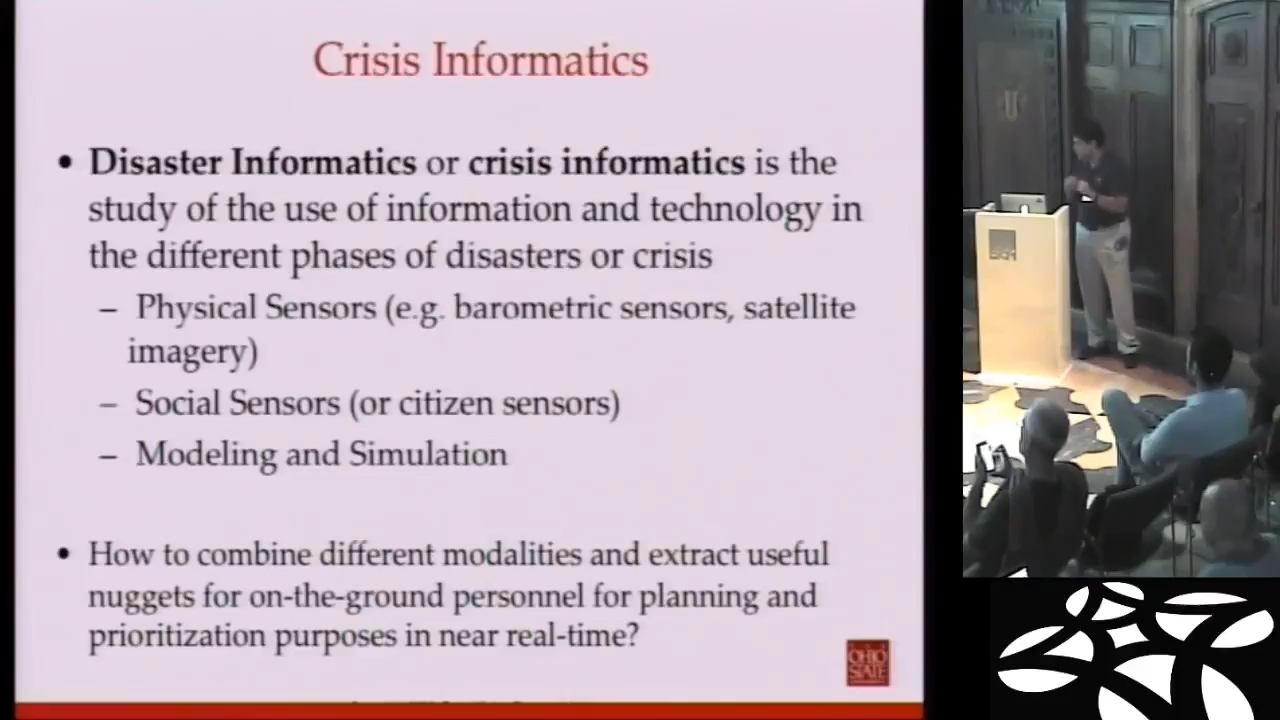 Crisis Informatics
• Disaster Informatics or crisis informatics is the
study of the use of information and technology in
the different phases of disasters or crisis
– Physical Sensors (e.g. barometric sensors, satellite
imagery)
– Social Sensors (or citizen sensors)
– Modeling and Simulation
• How to combine different modalities and extract useful
nuggets for on-the-ground personnel for planning and
prioritization purposes in near real-time?
OHIO
STATE